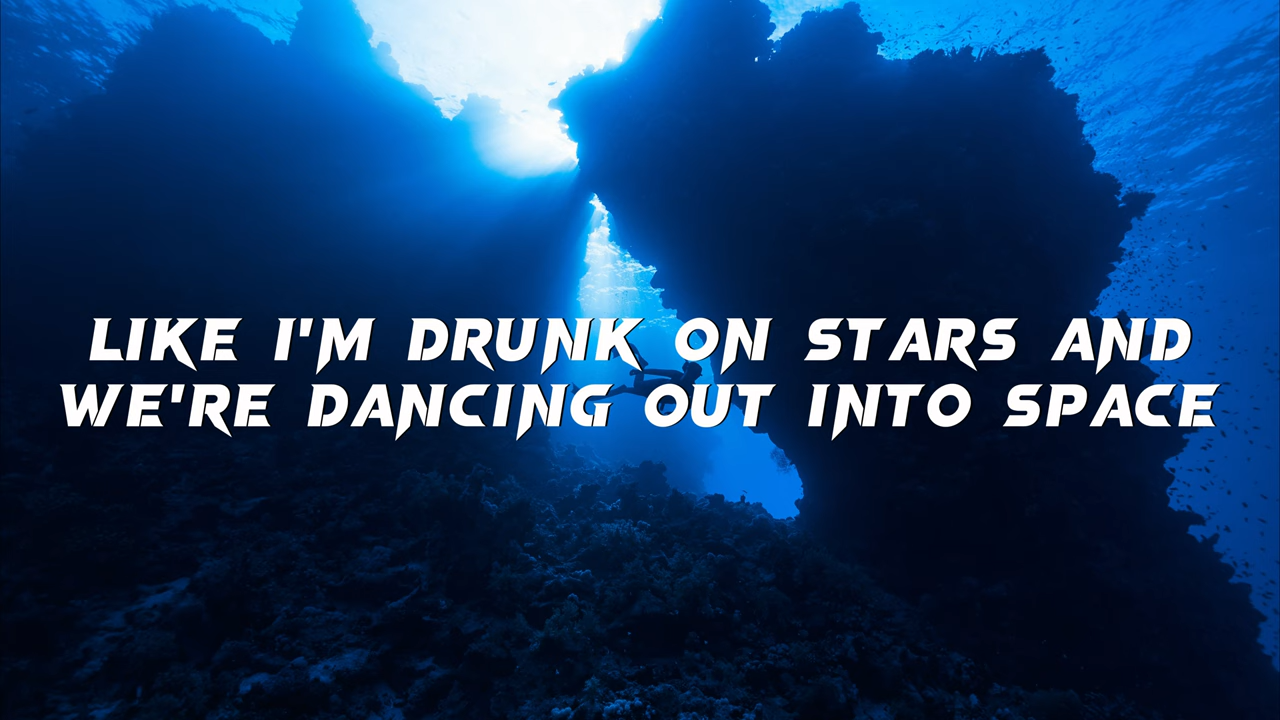 LIKE I'M DRUNK ON STARS AND
WE'RE DANCING OUT INTO SPACE